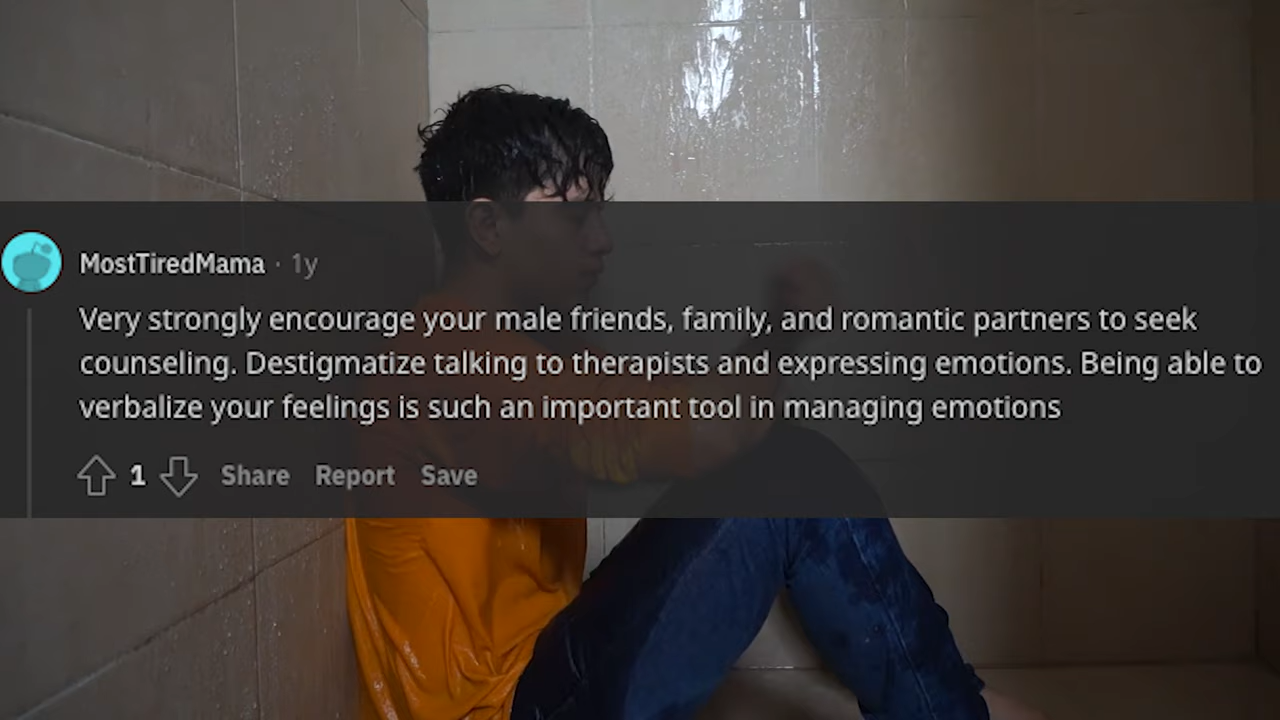 MostTiredMama · 1y
Very strongly encourage your male friends, family, and romantic partners to seek
counseling. Destigmatize talking to therapists and expressing emotions. Being able to
verbalize your feelings is such an important tool in managing emotions
1 Share Report Save